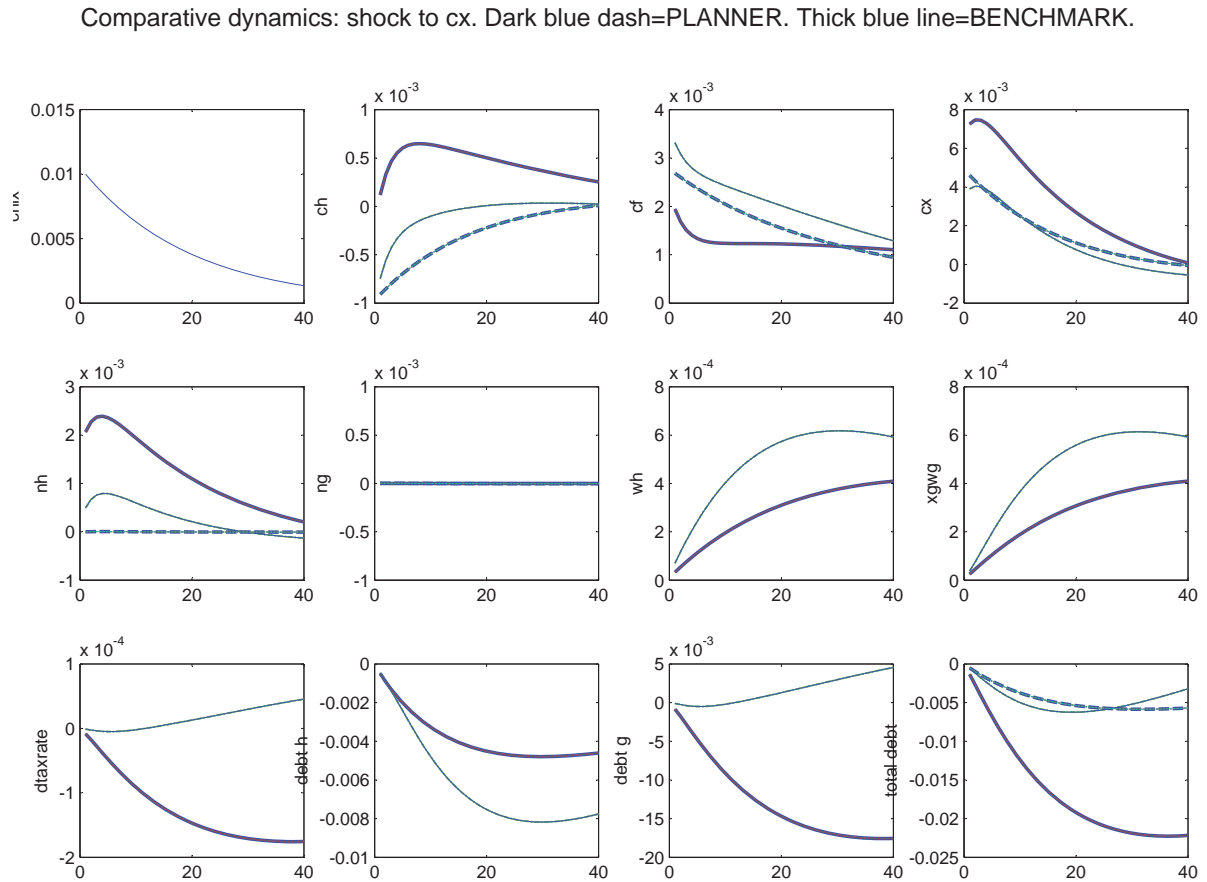 Comparative dynamics: shock to cx. Dark blue dash=PLANNER. Thick blue line=BENCHMARK.
0.015
0.01
0.005
0
0 20 40
x 10^-3
1
0.5
0
-0.5
-1
ch
0 20 40
x 10^-3
4
3
2
1
0
cf
0 20 40
x 10^-3
8
6
4
2
0
-2
cx
0 20 40
x 10^-3
3
2
1
0
-1
nh
0 20 40
x 10^-3
1
0.5
0
-0.5
-1
ng
0 20 40
x 10^-4
8
6
4
2
0
wh
0 20 40
x 10^-4
8
6
4
2
0
xgwg
0 20 40
x 10^-4
1
0
-1
-2
dtaxrate
0 20 40
0
-0.002
-0.004
-0.006
-0.008
-0.01
debt h
0 20 40
x 10^-3
5
0
-5
-10
-15
-20
debt g
0 20 40
0
-0.005
-0.01
-0.015
-0.02
-0.025
total debt
0 20 40